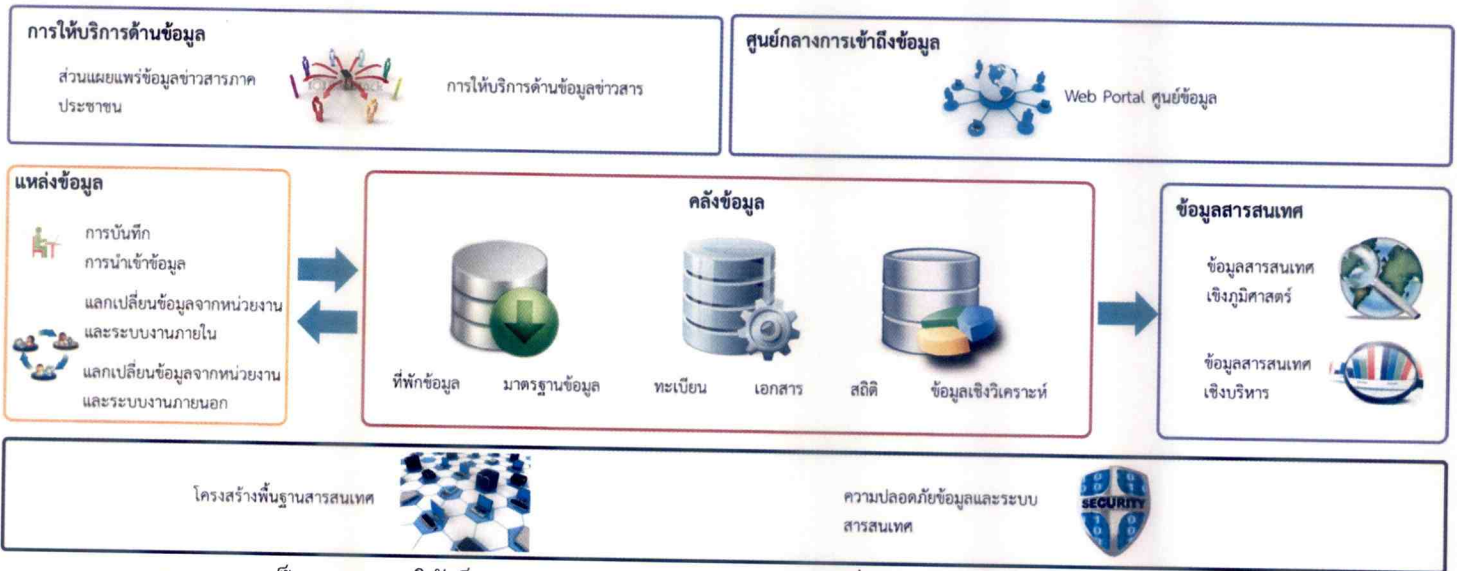 การให้บริการด้านข้อมูล
ส่วนเผยแพร่ข้อมูลข่าวสารภาค
ประชาชน
การให้บริการด้านข้อมูลข่าวสาร
ศูนย์กลางการเข้าถึงข้อมูล
Web Portal ศูนย์ข้อมูล
แหล่งข้อมูล
การบันทึก
การนำเข้าข้อมูล
แลกเปลี่ยนข้อมูลจากหน่วยงาน
และระบบงานภายใน
แลกเปลี่ยนข้อมูลจากหน่วยงาน
และระบบงานภายนอก
คลังข้อมูล
ที่พักข้อมูล มาตรฐานข้อมูล ทะเบียน เอกสาร สถิติ ข้อมูลเชิงวิเคราะห์
ข้อมูลสารสนเทศ
ข้อมูลสารสนเทศ
เชิงภูมิศาสตร์
ข้อมูลสารสนเทศ
เชิงบริหาร
โครงสร้างพื้นฐานสารสนเทศ
ความปลอดภัยข้อมูลและระบบ
สารสนเทศ
SECURITY